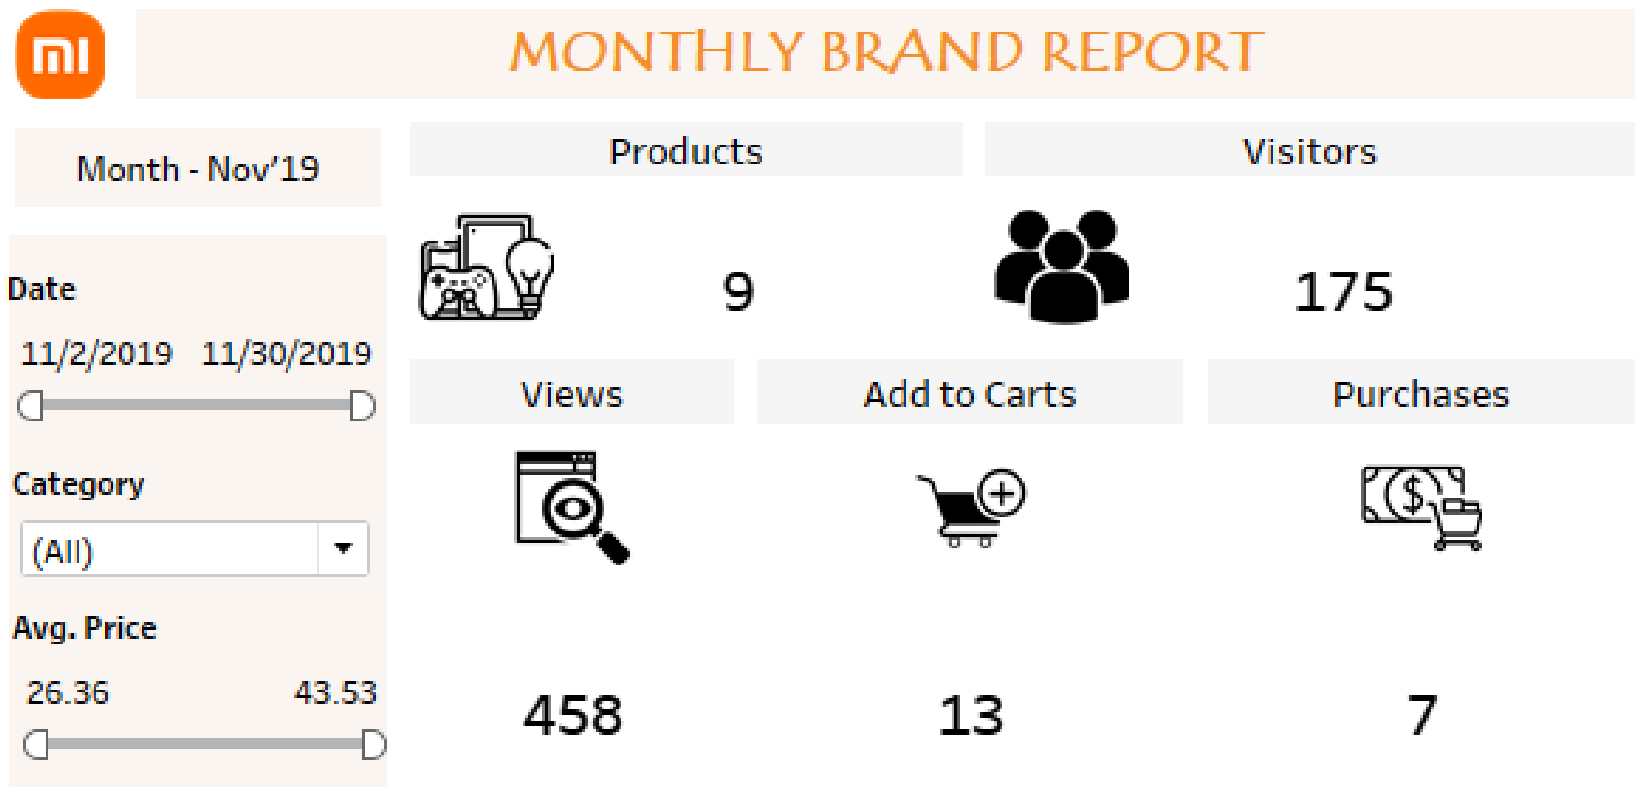 mi
MONTHLY BRAND REPORT
Month - Nov'19
Date
11/2/2019 11/30/2019
Category
(All)
Avg. Price
26.36 43.53
Products
Visitors
9
175
Views
Add to Carts
Purchases
$
458
13
7